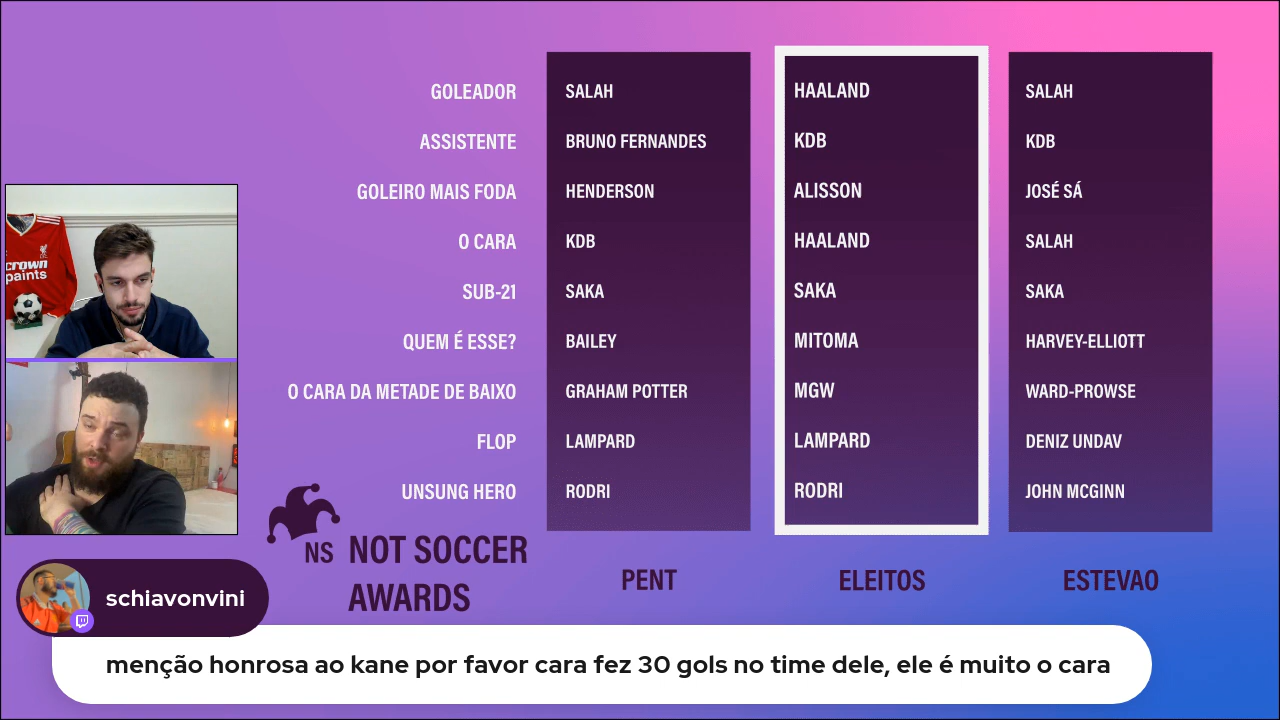 GOLEADOR SALAH HAALAND SALAH
ASSISTENTE BRUNO FERNANDES KDB KDB
GOLEIRO MAIS FODA HENDERSON ALISSON JOSÉ SÁ
O CARA KDB HAALAND SALAH
SUB-21 SAKA SAKA SAKA
QUEM É ESSE? BAILEY MITOMA HARVEY-ELLIOTT
O CARA DA METADE DE BAIXO GRAHAM POTTER MGW WARD-PROWSE
FLOP LAMPARD LAMPARD DENIZ UNDAV
UNSUNG HERO RODRI RODRI JOHN MCGINN
crown
paints
NS NOT SOCCER
AWARDS
PENT ELEITOS ESTEVAO
schiavonvini
menção honrosa ao kane por favor cara fez 30 gols no time dele, ele é muito o cara